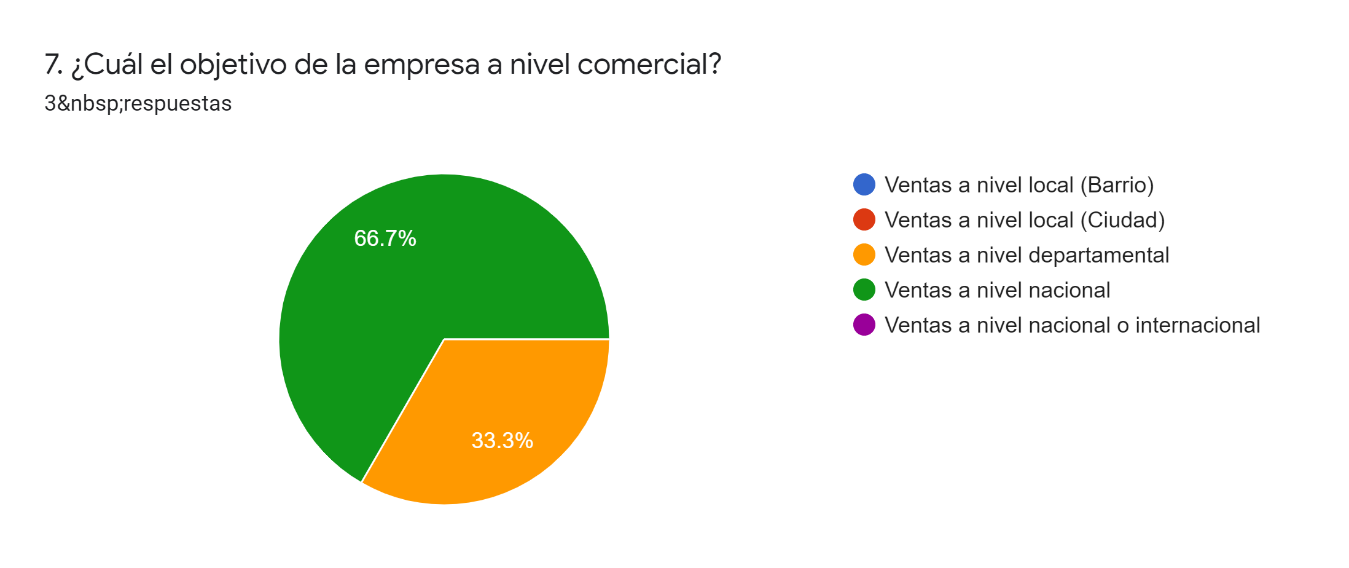 7. ¿Cuál el objetivo de la empresa a nivel comercial?
3&nbsp;respuestas
66.7%
33.3%
Ventas a nivel local (Barrio)
Ventas a nivel local (Ciudad)
Ventas a nivel departamental
Ventas a nivel nacional
Ventas a nivel nacional o internacional